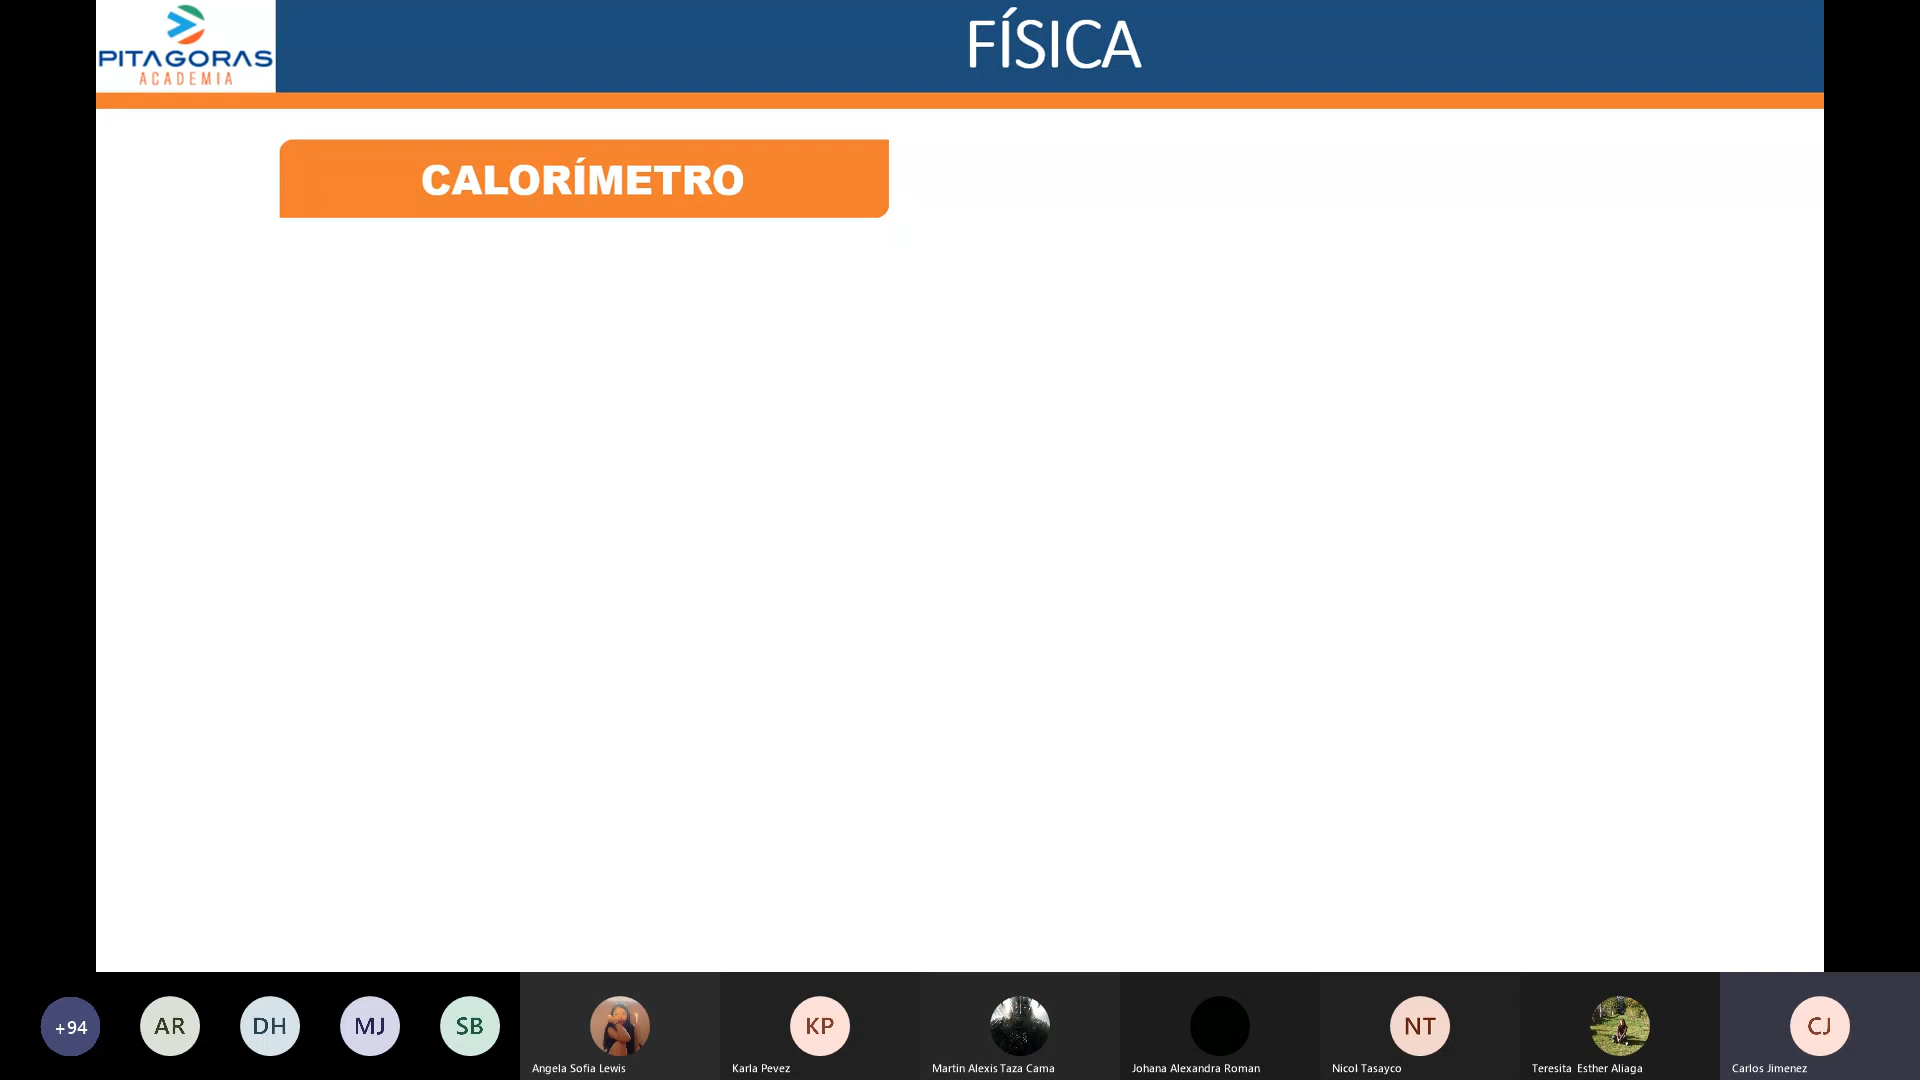 PITAGORAS
ACADEMIA
FÍSICA
CALORÍMETRO
+94
AR
DH
MJ
SB
Angela Sofia Lewis
KP
Karla Pevez
Martin Alexis Taza Cama
Johana Alexandra Roman
NT
Nicol Tasayco
Teresita Esther Aliaga
CJ
Carlos Jimenez